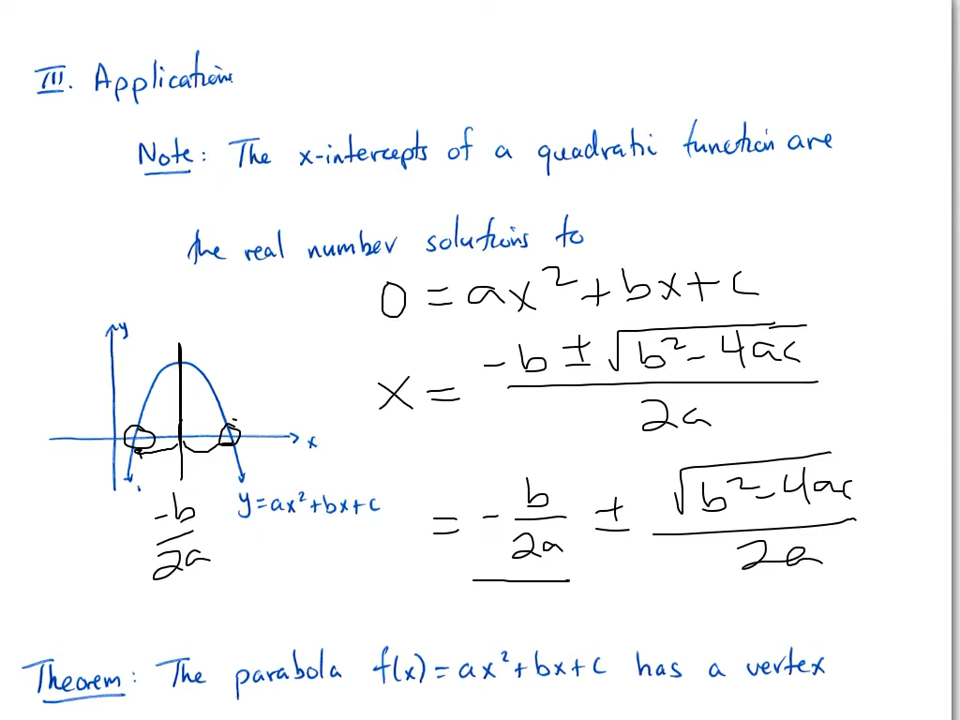 III. Application
Note: The x-intercepts of a quadratic function are
the real number solutions to
0 = ax² + bx + c
x = (-b ± √(b² - 4ac)) / 2a
y
x
y = ax² + bx + c
-b/2a
= -b/2a ± √(b² - 4ac)/2a
Theorem: The parabola f(x) = ax² + bx + c has a vertex